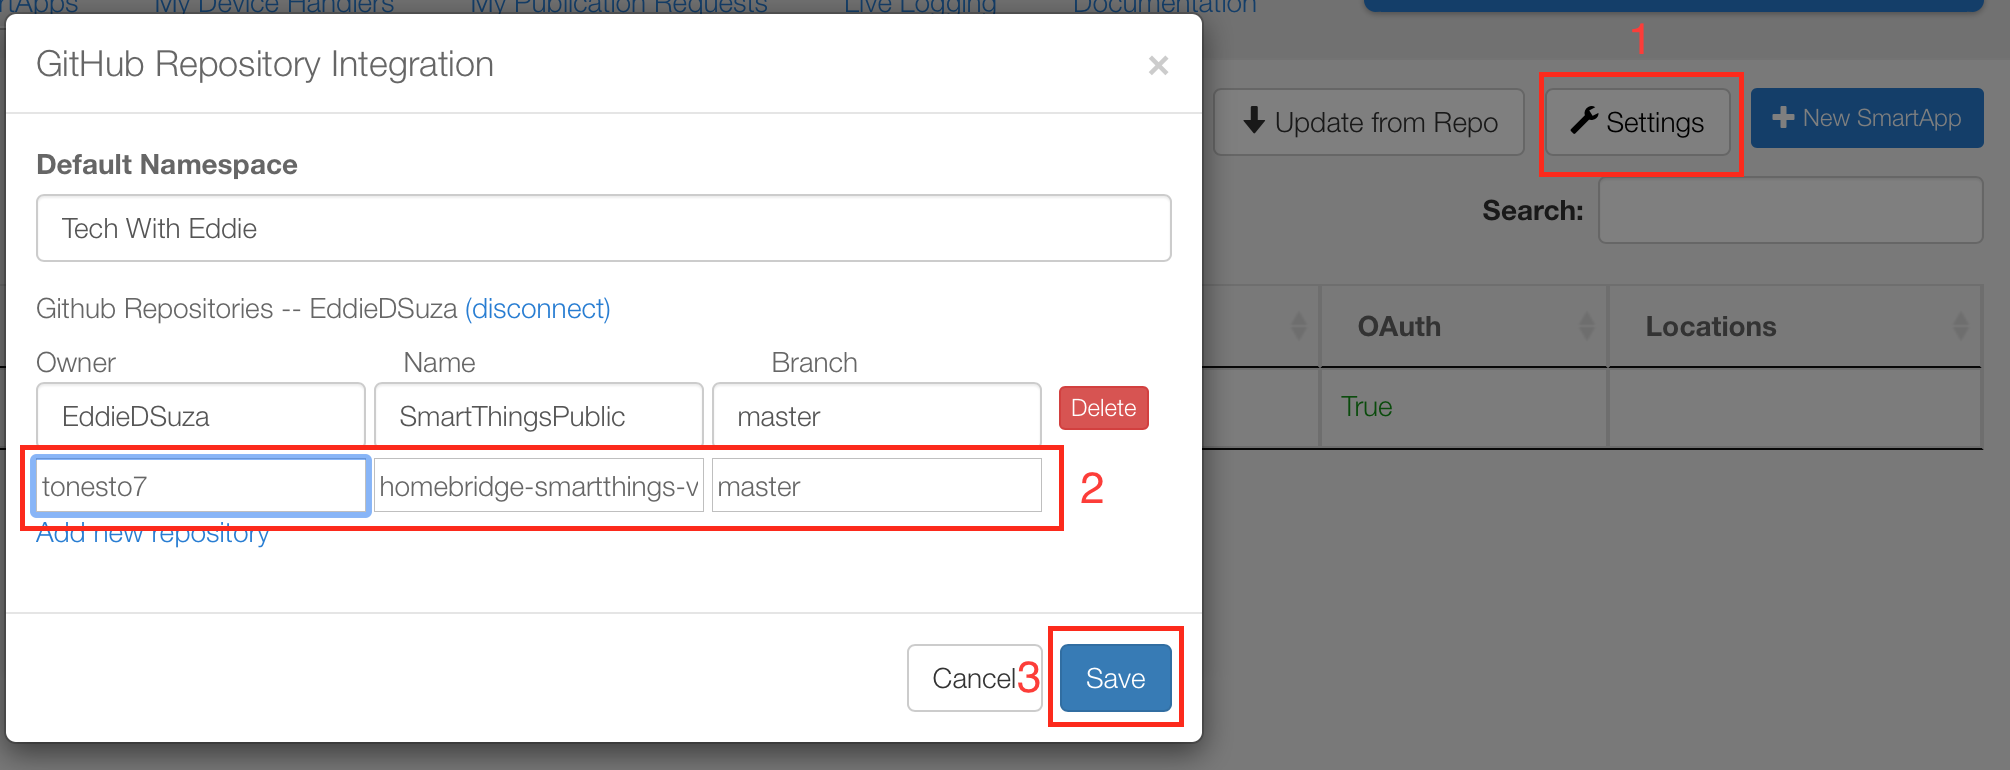 artApps My Device Handlers My Publication Requests Live Logging Documentation
GitHub Repository Integration ×
1
Update from Repo Settings New SmartApp
Default Namespace
Tech With Eddie
Search:
Github Repositories -- EddieDSuza (disconnect)
OAuth Locations
Owner Name Branch
EddieDSuza SmartThingsPublic master Delete
True
tonesto7 homebridge-smartthings-v master 2
Add new repository
Cancel 3 Save